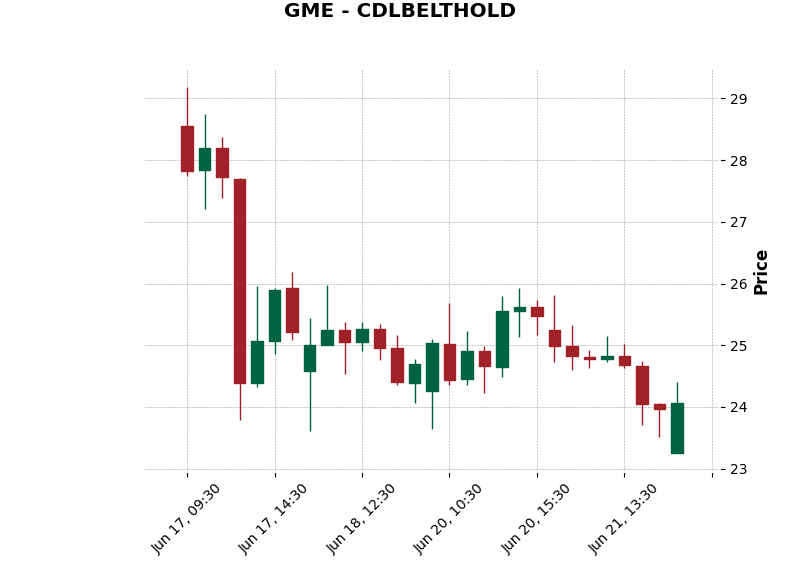 GME - CDLBELTHOLD
29
28
27
26
25
24
23
Price
Jun 17, 09:30
Jun 17, 14:30
Jun 18, 12:30
Jun 20, 10:30
Jun 20, 15:30
Jun 21, 13:30